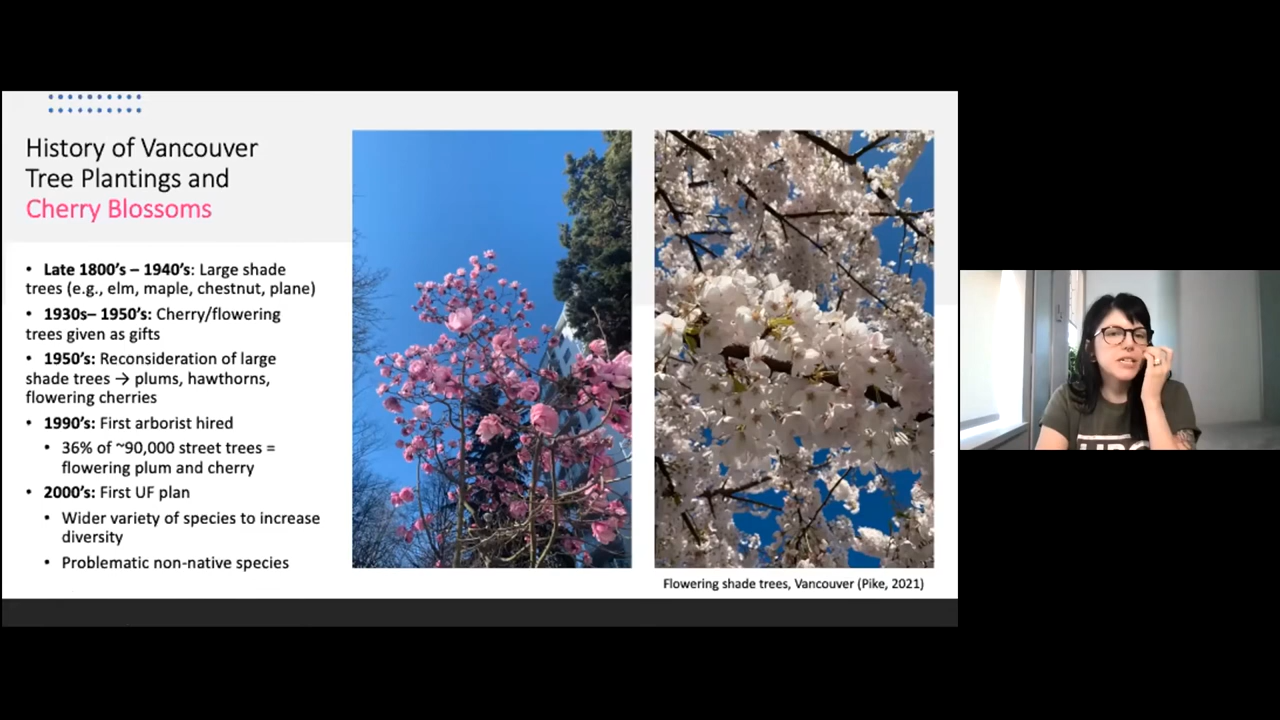 History of Vancouver
Tree Plantings and
Cherry Blossoms
• Late 1800's – 1940's: Large shade
trees (e.g., elm, maple, chestnut, plane)
• 1930s– 1950's: Cherry/flowering
trees given as gifts
• 1950's: Reconsideration of large
shade trees → plums, hawthorns,
flowering cherries
• 1990's: First arborist hired
• 36% of ~90,000 street trees =
flowering plum and cherry
• 2000's: First UF plan
• Wider variety of species to increase
diversity
• Problematic non-native species
Flowering shade trees, Vancouver (Pike, 2021)